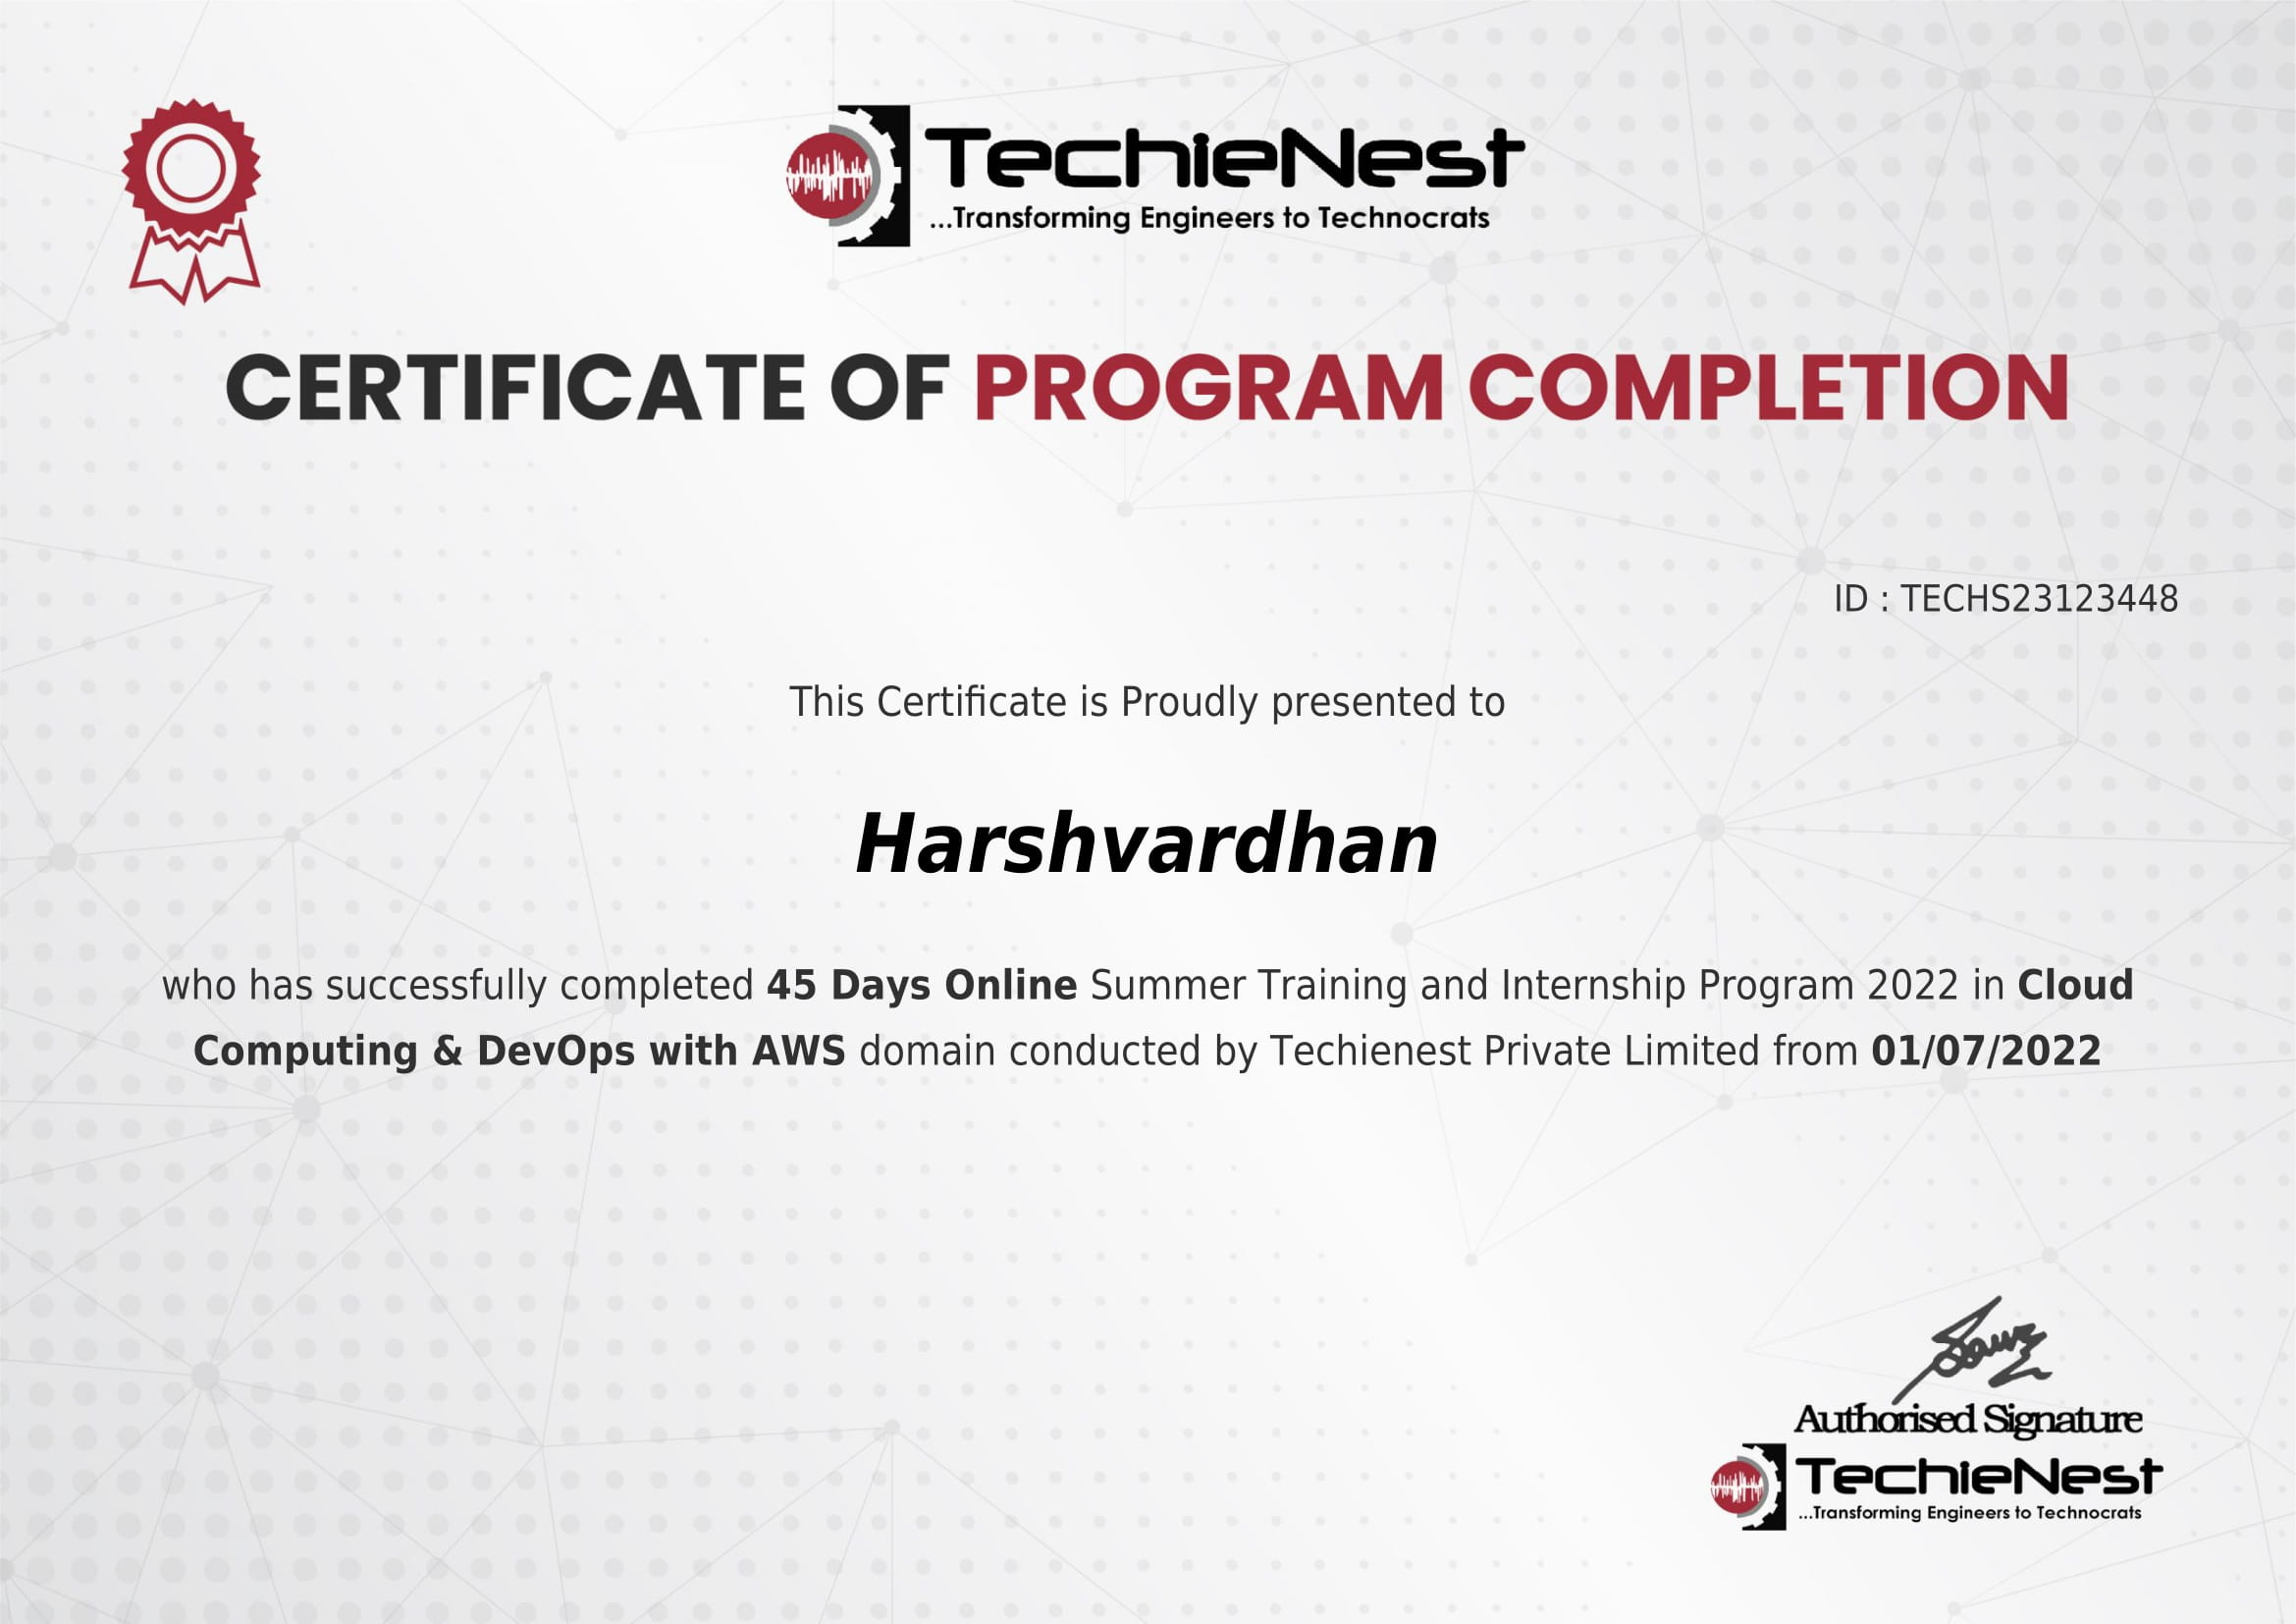 TechieNest
...Transforming Engineers to Technocrats
CERTIFICATE OF PROGRAM COMPLETION
ID : TECHS23123448
This Certificate is Proudly presented to
Harshvardhan
who has successfully completed 45 Days Online Summer Training and Internship Program 2022 in Cloud
Computing & DevOps with AWS domain conducted by Techienest Private Limited from 01/07/2022
Authorised Signature
TechieNest
...Transforming Engineers to Technocrats